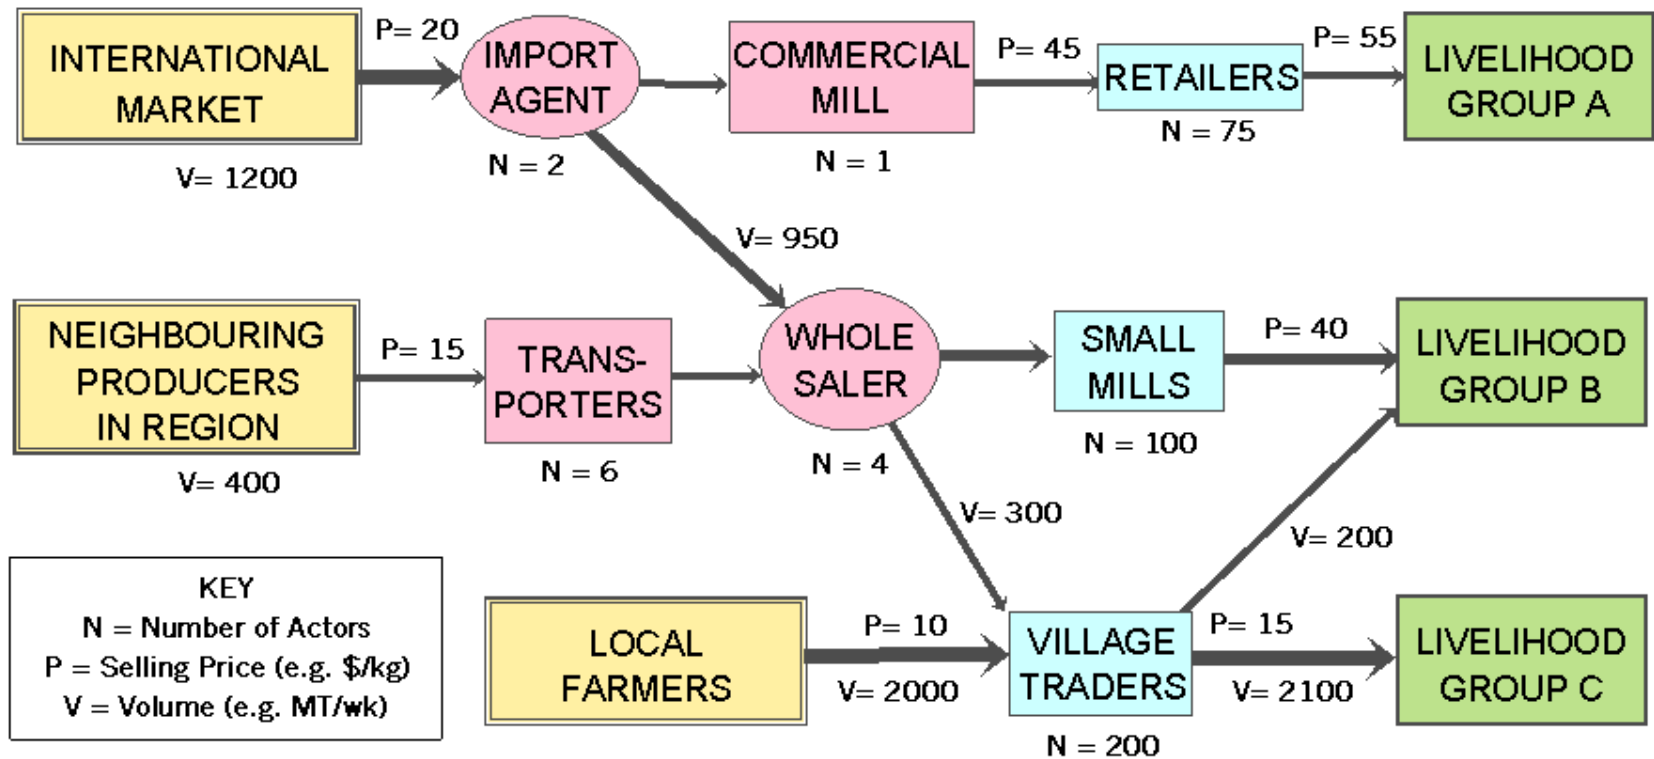 INTERNATIONAL
MARKET
V= 1200
P= 20
IMPORT
AGENT
N = 2
COMMERCIAL
MILL
N = 1
P= 45
RETAILERS
N = 75
P= 55
LIVELIHOOD
GROUP A
V= 950
NEIGHBOURING
PRODUCERS
IN REGION
V= 400
P= 15
TRANS-
PORTERS
N = 6
WHOLE
SALER
N = 4
SMALL
MILLS
N = 100
P= 40
LIVELIHOOD
GROUP B
V= 300
V= 200
KEY
N = Number of Actors
P = Selling Price (e.g. $/kg)
V = Volume (e.g. MT/wk)
LOCAL
FARMERS
P= 10
V= 2000
VILLAGE
TRADERS
N = 200
P= 15
V= 2100
LIVELIHOOD
GROUP C